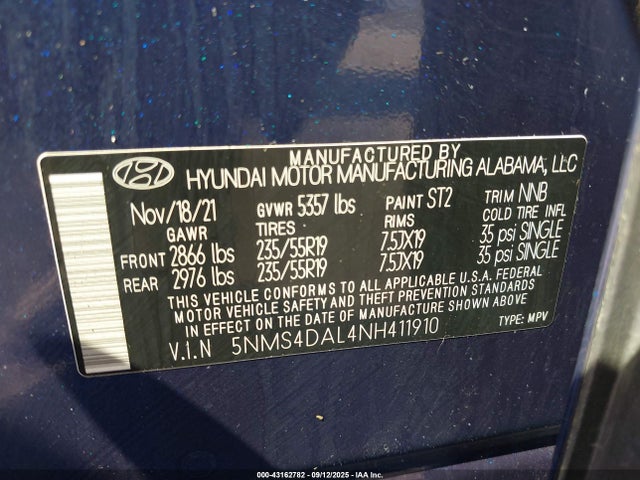 MANUFACTURED BY
HYUNDAI MOTOR MANUFACTURING ALABAMA, LLC
Nov/18/21 GVWR 5357 lbs PAINT ST2 TRIM NNB
GAWR TIRES RIMS COLD TIRE INFL
FRONT 2866 lbs 235/55R19 7.5JX19 35 psi SINGLE
REAR 2976 lbs 235/55R19 7.5JX19 35 psi SINGLE
THIS VEHICLE CONFORMS TO ALL APPLICABLE U.S.A. FEDERAL
MOTOR VEHICLE SAFETY AND THEFT PREVENTION STANDARDS
IN EFFECT ON THE DATE OF MANUFACTURE SHOWN ABOVE.
V.I.N 5NMS4DAL4NH411910 TYPE: MPV
000-43162782 - 09/12/2025 - IAA Inc.